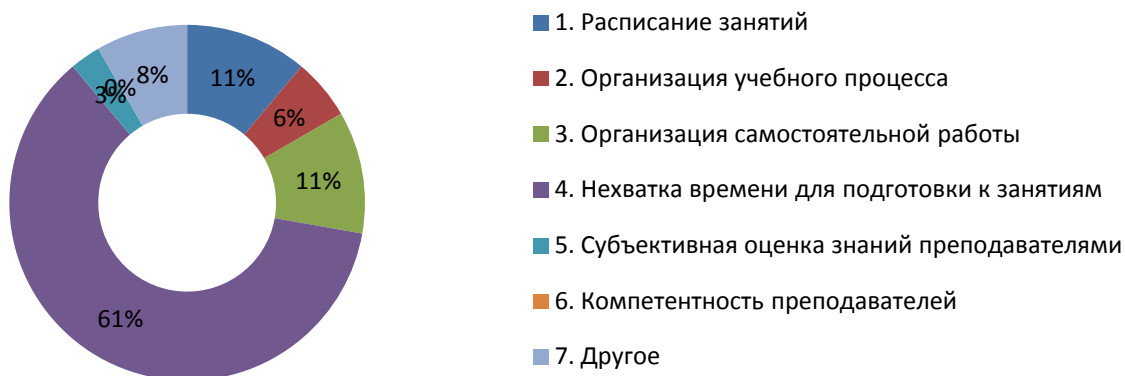 1. Расписание занятий
2. Организация учебного процесса
3. Организация самостоятельной работы
4. Нехватка времени для подготовки к занятиям
5. Субъективная оценка знаний преподавателями
6. Компетентность преподавателей
7. Другое
11%
6%
11%
61%
3%
0%
8%